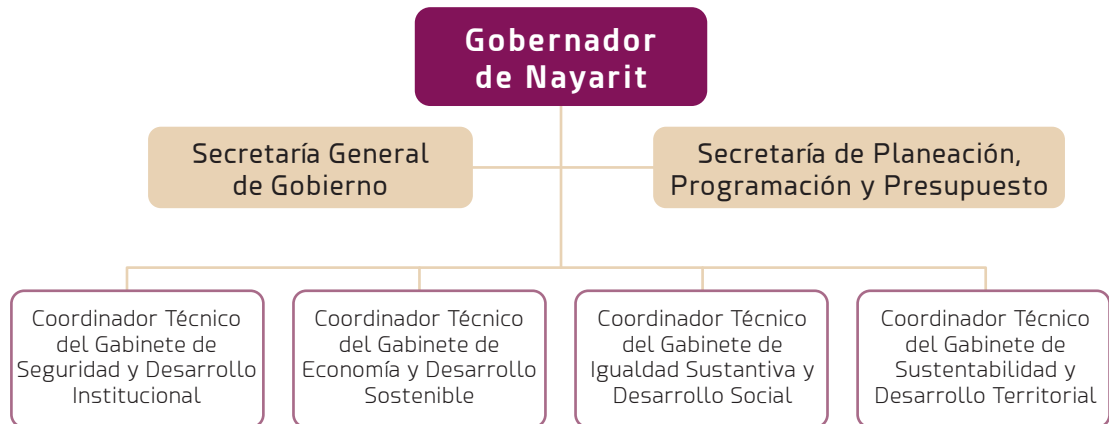 Gobernador
de Nayarit
Secretaría General
de Gobierno
Secretaría de Planeación,
Programación y Presupuesto
Coordinador Técnico
del Gabinete de
Seguridad y Desarrollo
Institucional
Coordinador Técnico
del Gabinete de
Economía y Desarrollo
Sostenible
Coordinador Técnico
del Gabinete de
Igualdad Sustantiva y
Desarrollo Social
Coordinador Técnico
del Gabinete de
Sustentabilidad y
Desarrollo Territorial